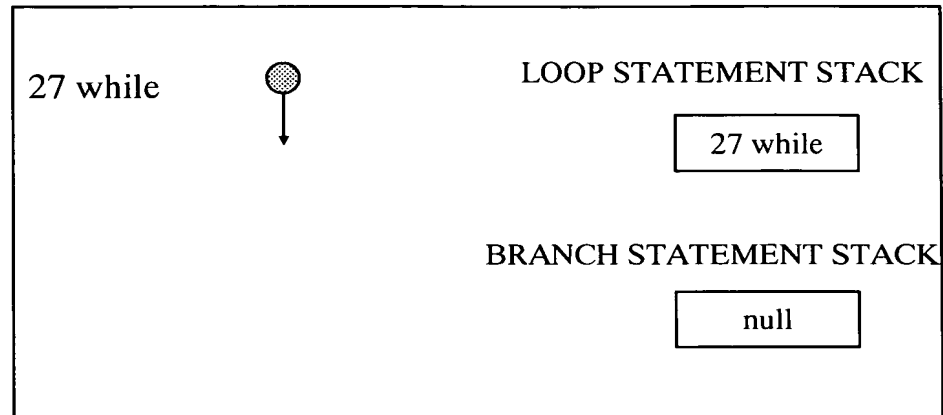 27 while
LOOP STATEMENT STACK
27 while
BRANCH STATEMENT STACK
null